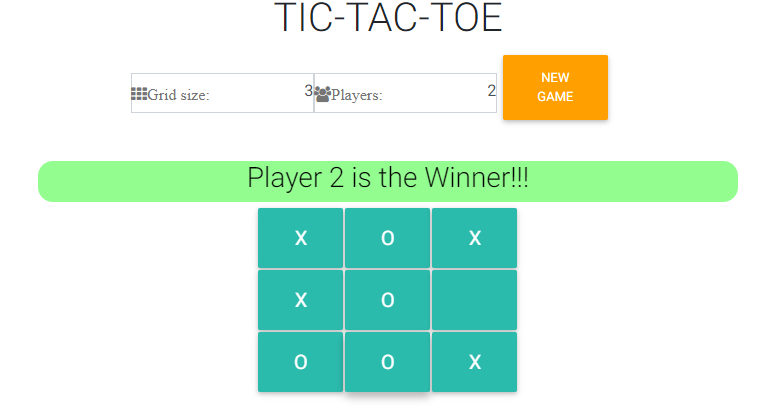 TIC-TAC-TOE
Grid size: 3 Players: 2 NEW
GAME
Player 2 is the Winner!!!
X O X
X O
O O X